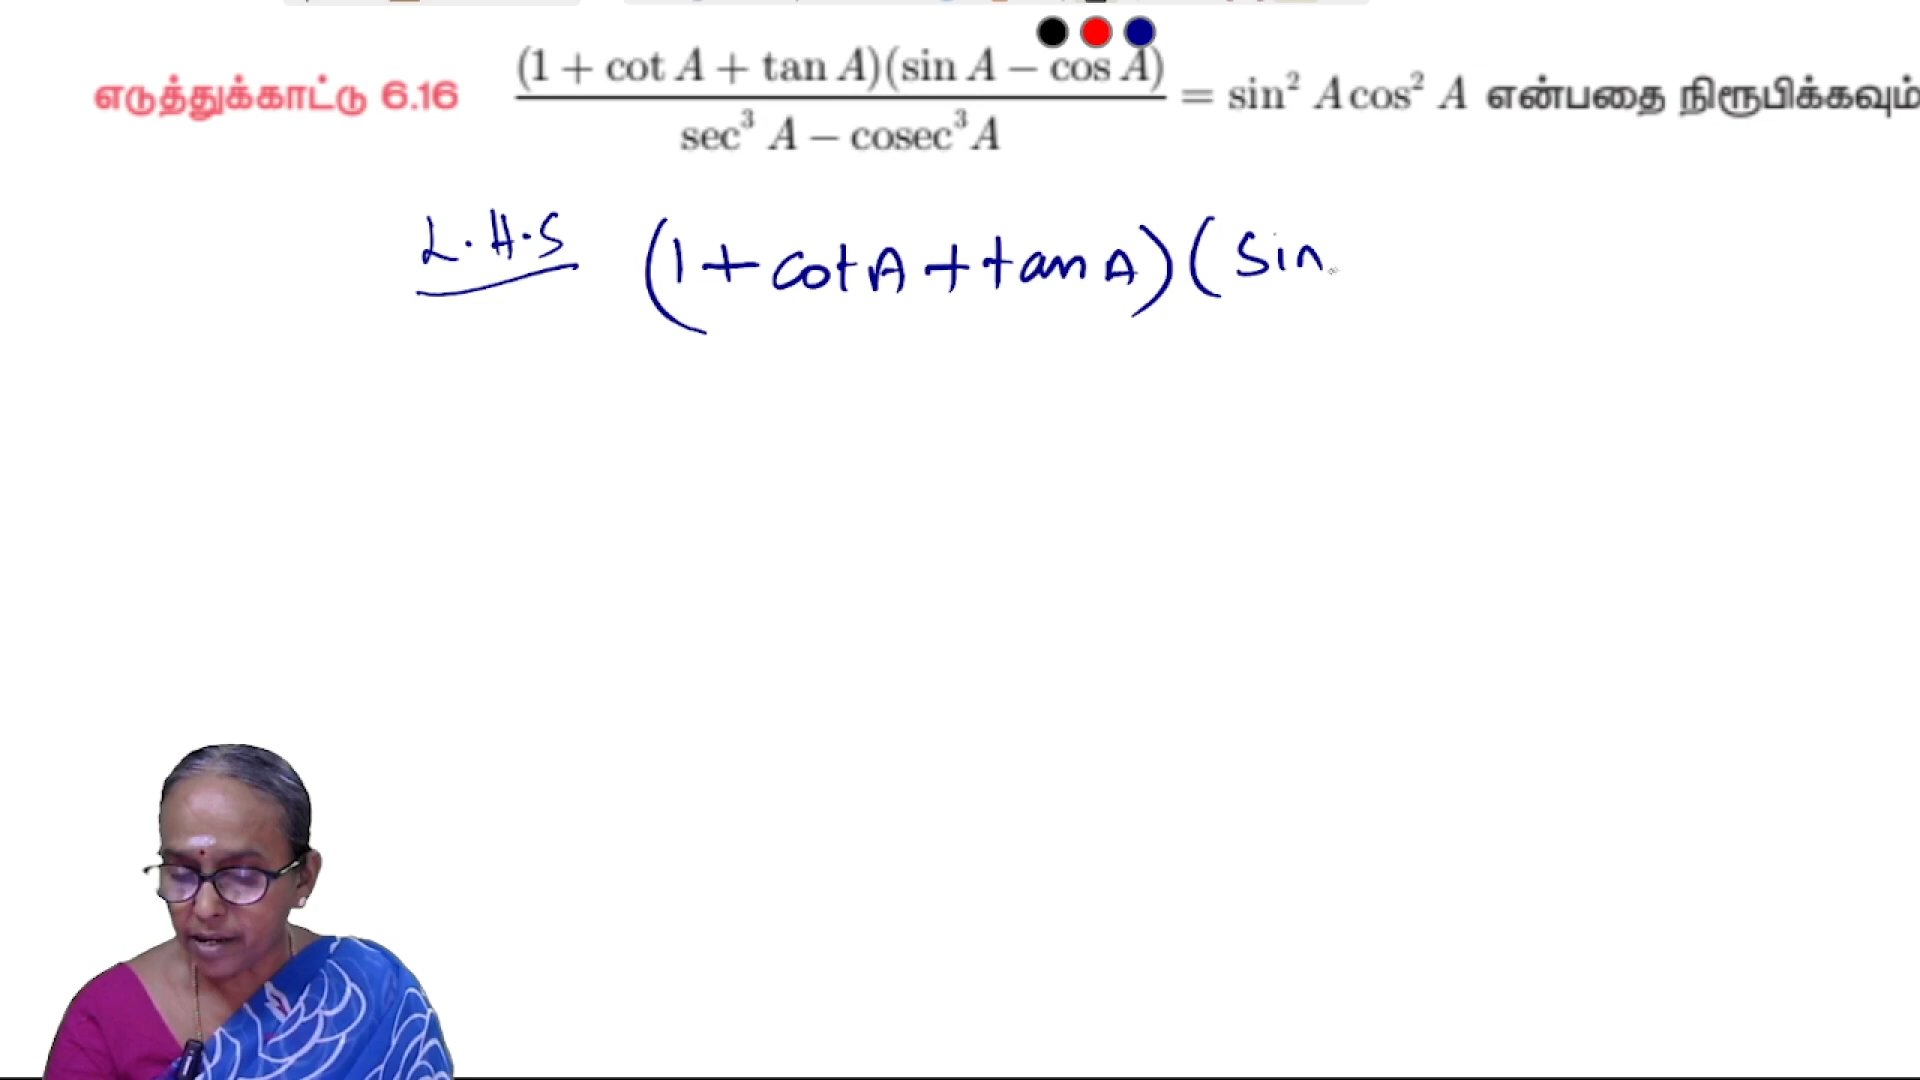 எடுத்துக்காட்டு 6.16 (1 + cot A + tan A)(sin A − cos A) / sec³ A − cosec³ A = sin² A cos² A என்பதை நிரூபிக்கவும்
L.H.S (1 + cot A + tan A) (sin